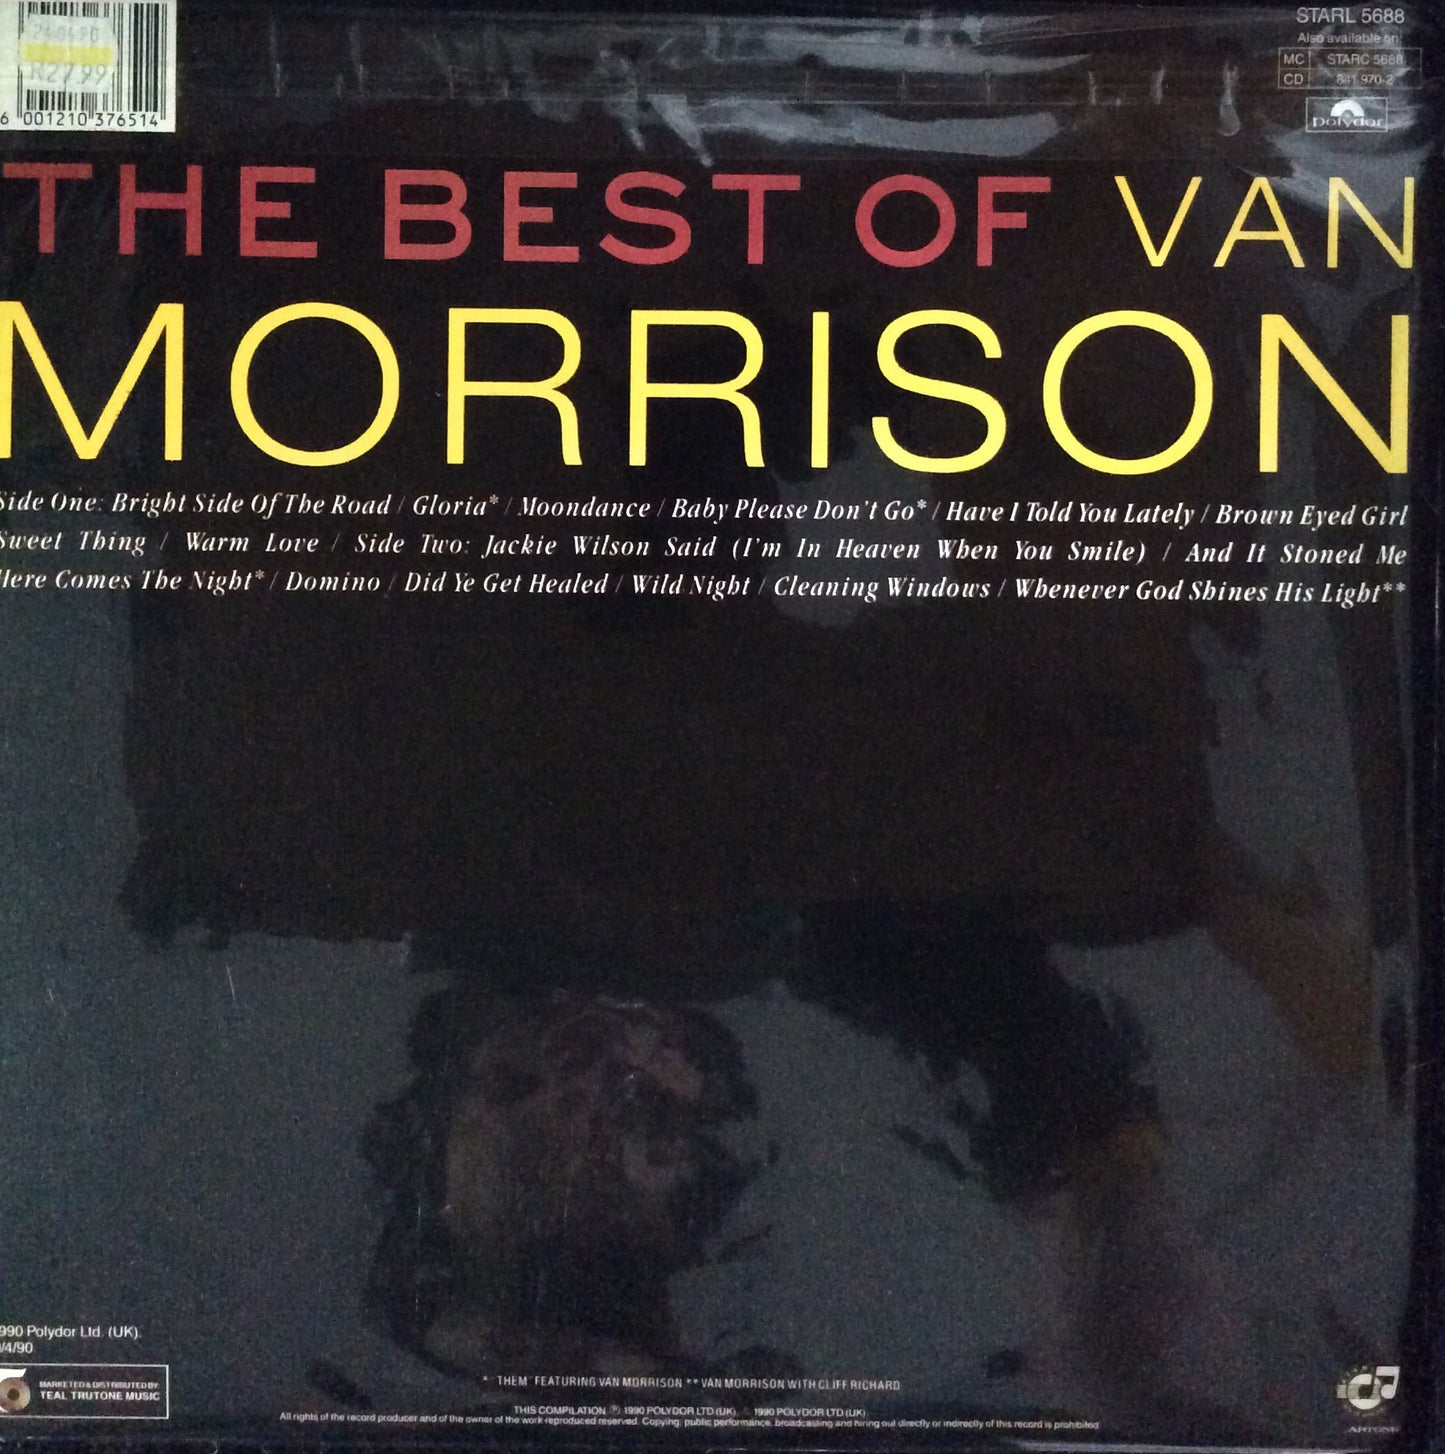 240490
R27.99
6 001210 376514
STARL 5688
Also available on:
MC STARC 5688
CD 841 970-2
polydor
THE BEST OF VAN
MORRISON
Side One: Bright Side Of The Road / Gloria* / Moondance / Baby Please Don't Go* / Have I Told You Lately / Brown Eyed Girl
Sweet Thing / Warm Love / Side Two: Jackie Wilson Said (I'm In Heaven When You Smile) / And It Stoned Me
Here Comes The Night* / Domino / Did Ye Get Healed / Wild Night / Cleaning Windows / Whenever God Shines His Light**
990 Polydor Ltd. (UK).
/4/90
MARKETED & DISTRIBUTED BY
TEAL TRUTONE MUSIC
* THEM FEATURING VAN MORRISON ** VAN MORRISON WITH CLIFF RICHARD
THIS COMPILATION ℗ 1990 POLYDOR LTD (UK) 1990 POLYDOR LTD (UK)
All rights of the record producer and of the owner of the work reproduced reserved. Copying, public performance, broadcasting and hiring out directly or indirectly of this record is prohibited
ARTONE